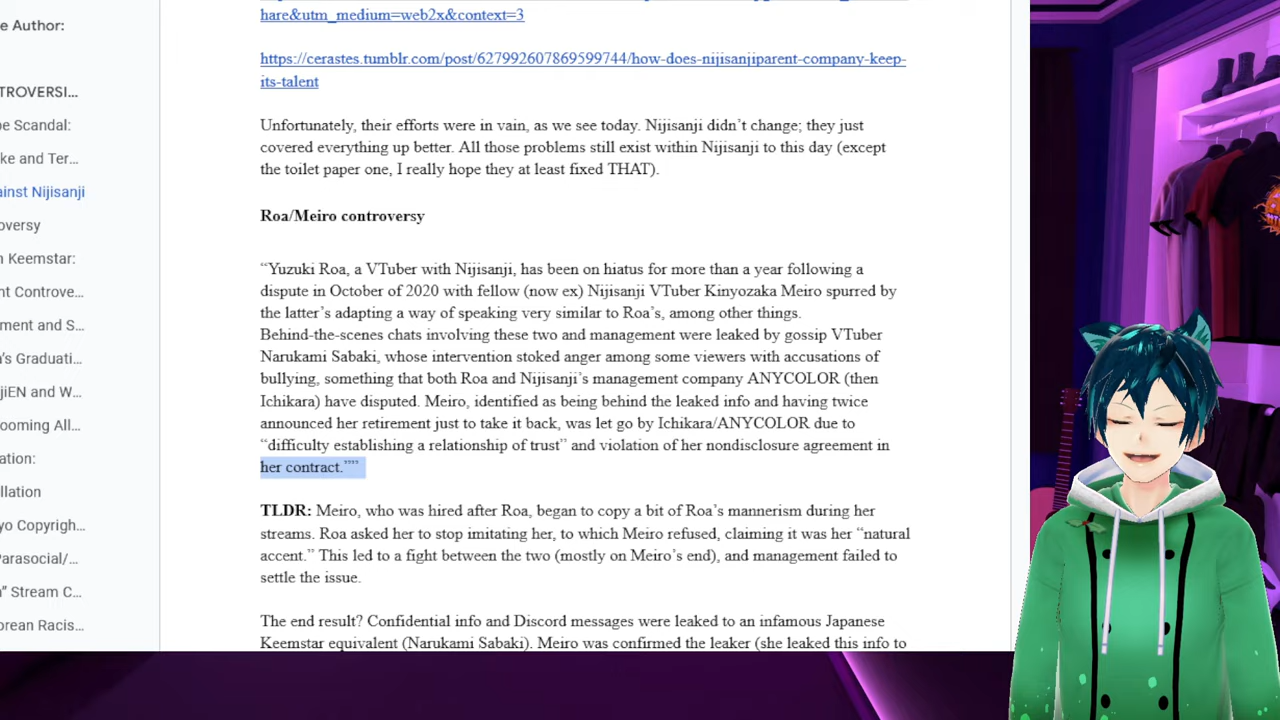 hare&utm_medium=web2x&context=3
e Author:
https://cerastes.tumblr.com/post/627992607869599744/how-does-nijisanjiparent-company-keep-
its-talent
TROVERSI...
pe Scandal:
ke and Ter...
ainst Nijisanji
oversy
n Keemstar:
nt Controve...
ment and S...
a's Graduati...
ijiEN and W...
ooming All...
ation:
llation
yo Copyrigh...
Parasocial/...
" Stream C...
orean Racis...
Unfortunately, their efforts were in vain, as we see today. Nijisanji didn't change; they just
covered everything up better. All those problems still exist within Nijisanji to this day (except
the toilet paper one, I really hope they at least fixed THAT).
Roa/Meiro controversy
“Yuzuki Roa, a VTuber with Nijisanji, has been on hiatus for more than a year following a
dispute in October of 2020 with fellow (now ex) Nijisanji VTuber Kinyozaka Meiro spurred by
the latter's adapting a way of speaking very similar to Roa's, among other things.
Behind-the-scenes chats involving these two and management were leaked by gossip VTuber
Narukami Sabaki, whose intervention stoked anger among some viewers with accusations of
bullying, something that both Roa and Nijisanji's management company ANYCOLOR (then
Ichikara) have disputed. Meiro, identified as being behind the leaked info and having twice
announced her retirement just to take it back, was let go by Ichikara/ANYCOLOR due to
“difficulty establishing a relationship of trust” and violation of her nondisclosure agreement in
her contract.””
TLDR: Meiro, who was hired after Roa, began to copy a bit of Roa's mannerism during her
streams. Roa asked her to stop imitating her, to which Meiro refused, claiming it was her “natural
accent.” This led to a fight between the two (mostly on Meiro's end), and management failed to
settle the issue.
The end result? Confidential info and Discord messages were leaked to an infamous Japanese
Keemstar equivalent (Narukami Sabaki). Meiro was confirmed the leaker (she leaked this info to